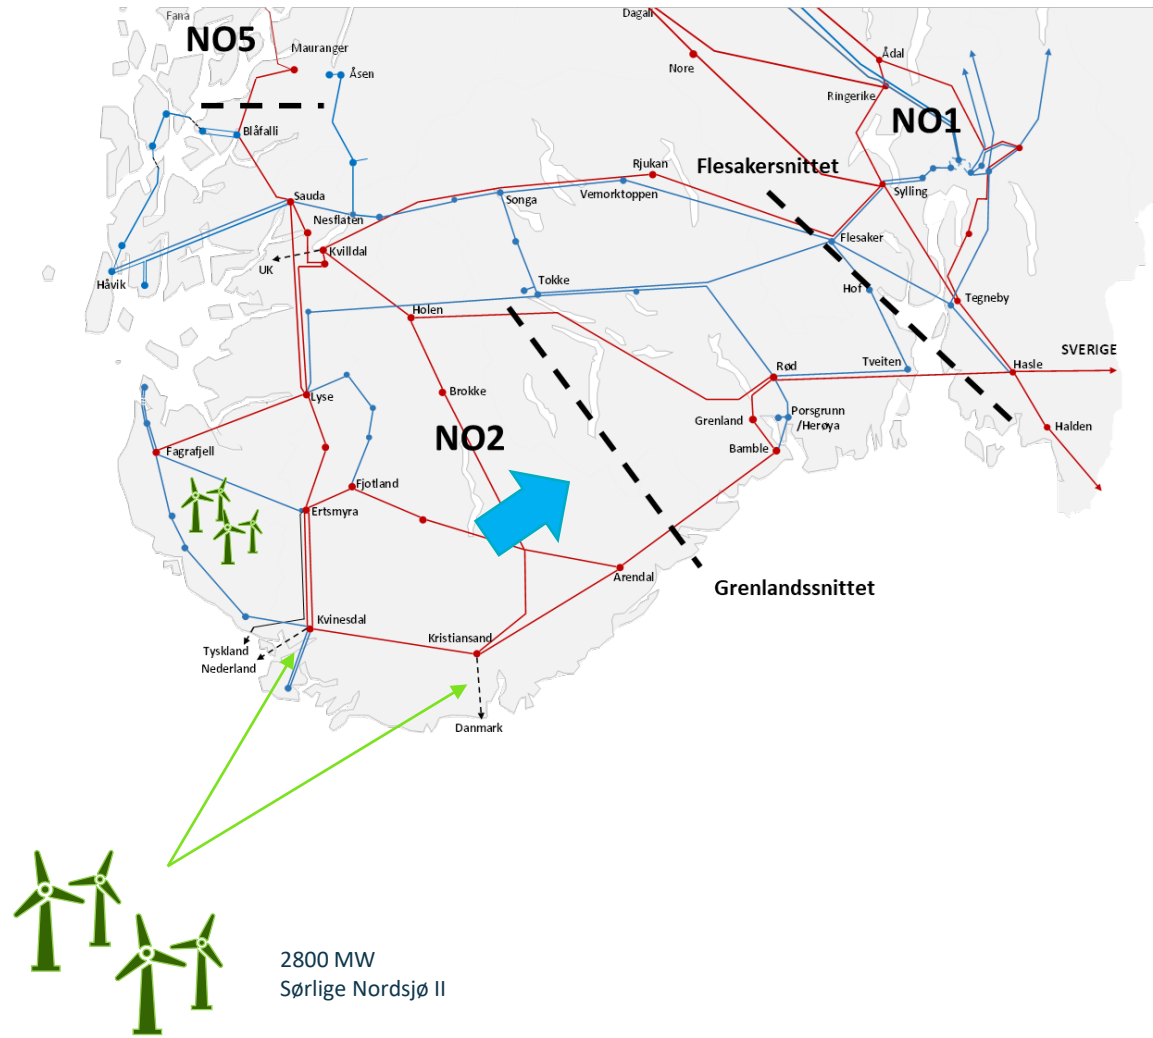 Fana
NO5
Mauranger
Åsen
Blåfalli
Dagali
Nore
Ådal
Ringerike
NO1
Flesakersnittet
Rjukan
Vemorktoppen
Sylling
Sauda
Nesflaten
Songa
Kvilldal
UK
Flesaker
Håvik
Tokke
Hof
Tegneby
Holen
SVERIGE
Rød
Tveiten
Hasle
Lyse
Brokke
Grenland
Porsgrunn
/Herøya
Halden
NO2
Bamble
Fagrafjell
Fjotland
Ertsmyra
Arendal
Grenlandssnittet
Kvinesdal
Kristiansand
Tyskland
Nederland
Danmark
2800 MW
Sørlige Nordsjø II